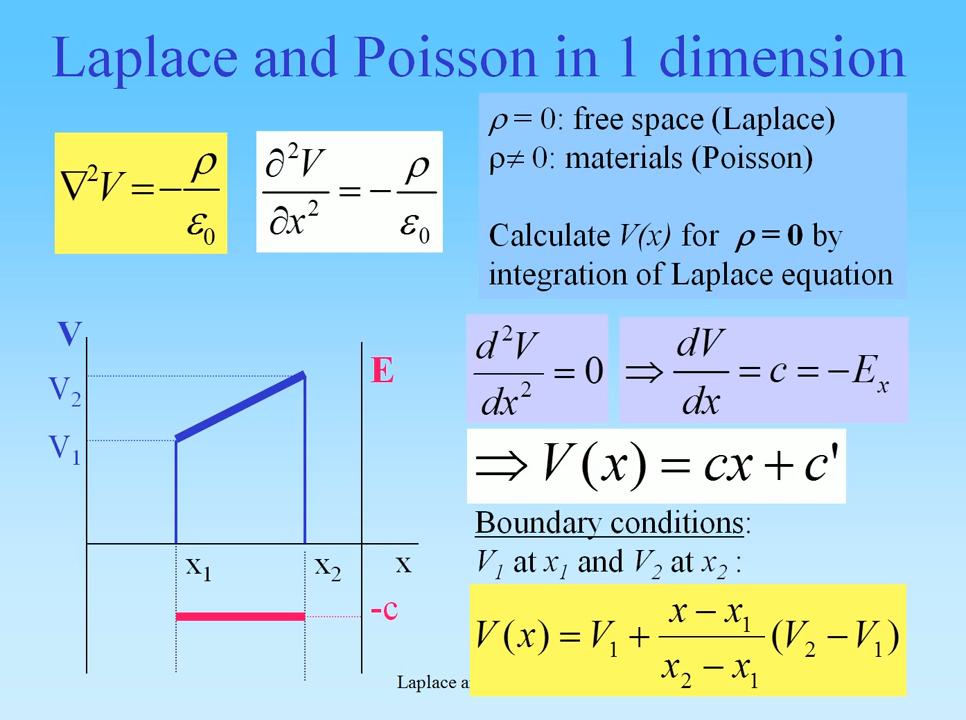 Laplace and Poisson in 1 dimension
∇²V = −ρ/ε₀
∂²V/∂x² = −ρ/ε₀
ρ = 0: free space (Laplace)
ρ≠ 0: materials (Poisson)
Calculate V(x) for ρ = 0 by
integration of Laplace equation
V
V₂
V₁
E
x₁
x₂
x
-c
d²V/dx² = 0
⇒ dV/dx = c = −Eₓ
⇒ V(x) = cx + c'
Boundary conditions:
V₁ at x₁ and V₂ at x₂ :
V(x) = V₁ + (x − x₁)/(x₂ − x₁) (V₂ − V₁)
Laplace a